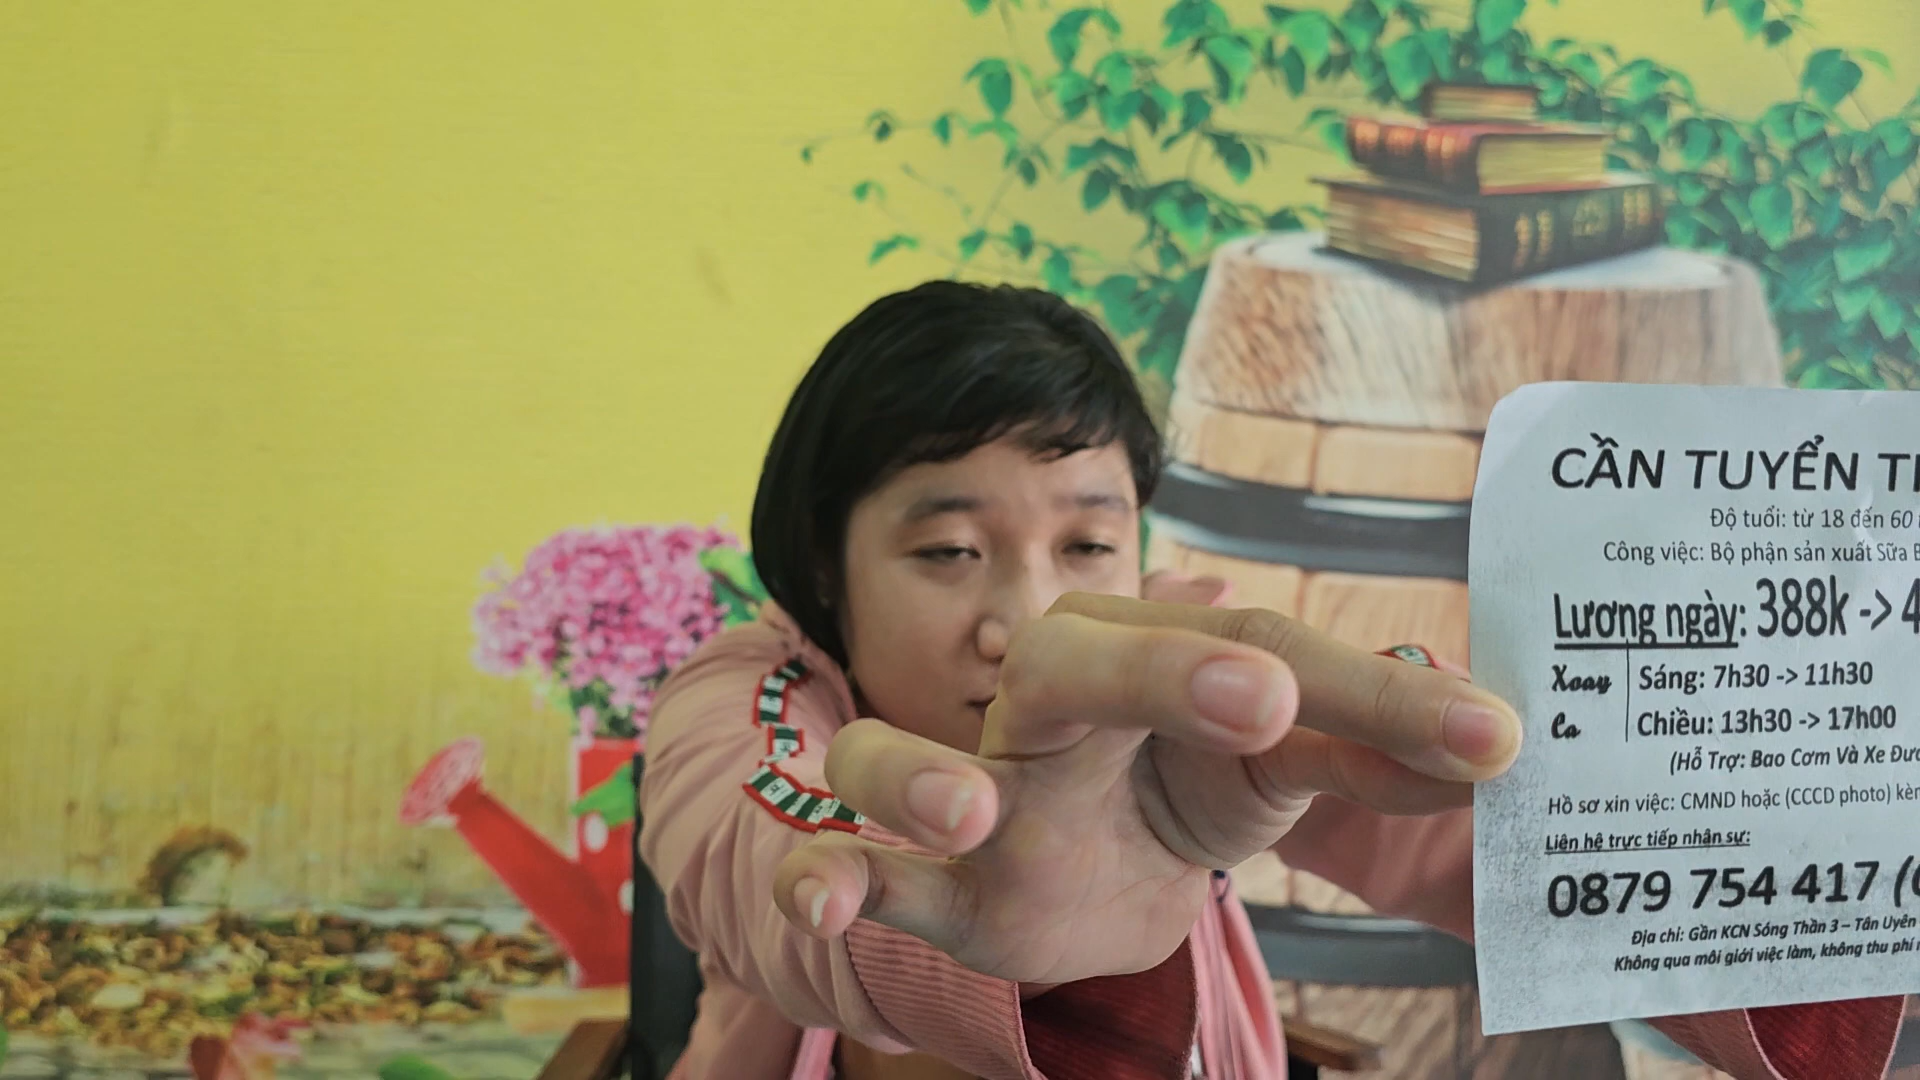 CẦN TUYỂN
Độ tuổi: từ 18 đến 60
Công việc: Bộ phận sản xuất Sữa
Lương ngày: 388k -> 4
Xoay Sáng: 7h30 -> 11h30
Ca Chiều: 13h30 -> 17h00
(Hỗ Trợ: Bao Cơm Và Xe
Hồ sơ xin việc: CMND hoặc (CCCD photo)
Liên hệ trực tiếp nhân sự:
0879 754 417
Địa chỉ: Gần KCN Sóng Thần 3 – Tân Uyên
Không qua môi giới việc làm, không thu phí